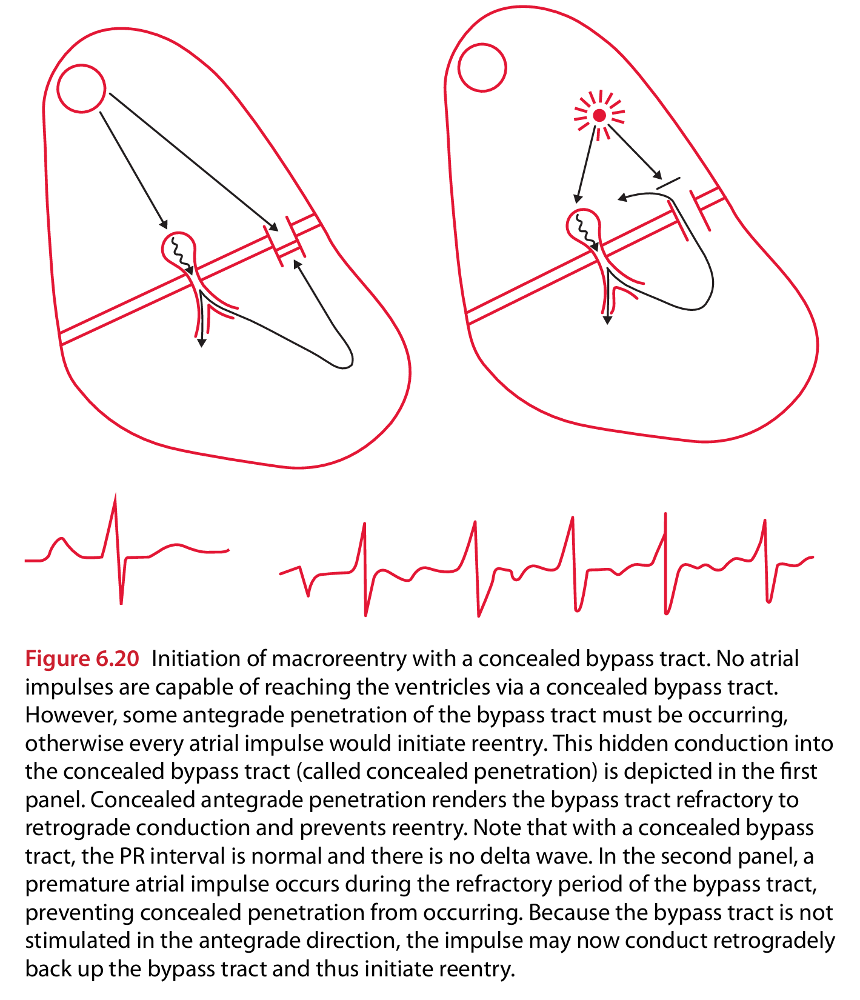 Figure 6.20 Initiation of macroreentry with a concealed bypass tract. No atrial
impulses are capable of reaching the ventricles via a concealed bypass tract.
However, some antegrade penetration of the bypass tract must be occurring,
otherwise every atrial impulse would initiate reentry. This hidden conduction into
the concealed bypass tract (called concealed penetration) is depicted in the first
panel. Concealed antegrade penetration renders the bypass tract refractory to
retrograde conduction and prevents reentry. Note that with a concealed bypass
tract, the PR interval is normal and there is no delta wave. In the second panel, a
premature atrial impulse occurs during the refractory period of the bypass tract,
preventing concealed penetration from occurring. Because the bypass tract is not
stimulated in the antegrade direction, the impulse may now conduct retrogradely
back up the bypass tract and thus initiate reentry.